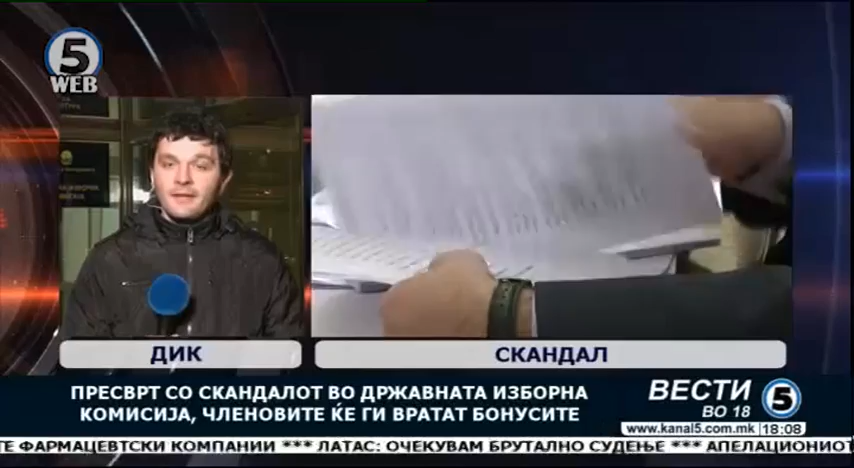 5
WEB
ДИК
СКАНДАЛ
ПРЕСВРТ СО СКАНДАЛОТ ВО ДРЖАВНАТА ИЗБОРНА
КОМИСИЈА, ЧЛЕНОВИТЕ ЌЕ ГИ ВРАТАТ БОНУСИТЕ
ВЕСТИ
ВО 18
5
www.kanal5.com.mk
18:08
ТЕ ФАРМАЦЕВТСКИ КОМПАНИИ *** ЛАТАС: ОЧЕКУВАМ БРУТАЛНО СУДЕЊЕ *** АПЕЛАЦИОНИОТ